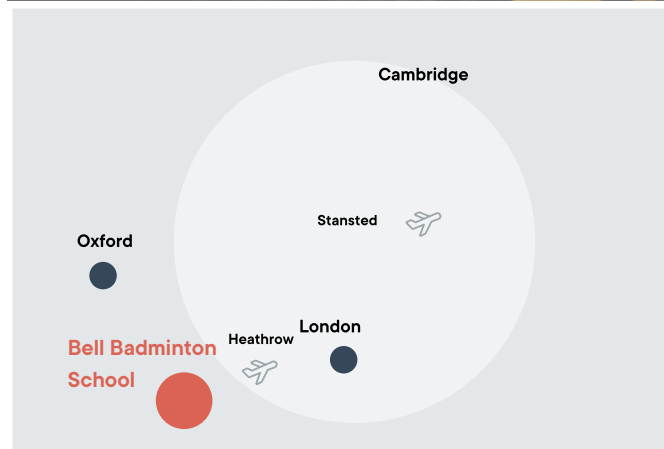 Cambridge
Stansted
Oxford
London
Heathrow
Bell Badminton
School